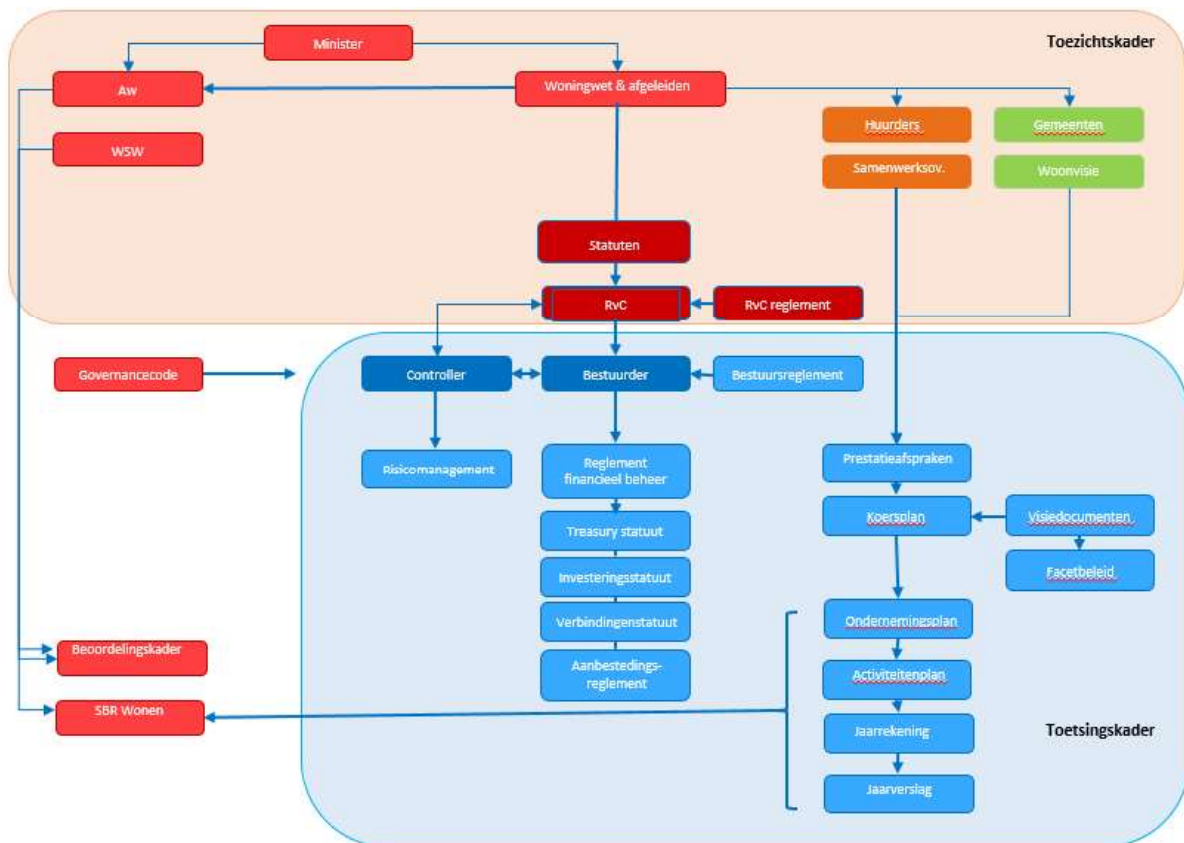 Minister
Toezichtskader
Aw
Woningwet & afgeleiden
WSW
Huurders
Gemeenten
Samenwerksov.
Woonvisie
Statuten
RvC
RvC reglement
Governancecode
Controller
Bestuurder
Bestuursreglement
Risicomanagement
Reglement
financieel beheer
Prestatieafspraken
Treasury statuut
Koersplan
Visiedocumenten
Investeringsstatuut
Facetbeleid
Verbindingenstatuut
Ondernemingsplan
Beoordelingskader
Aanbestedings-
reglement
Activiteitenplan
SBR Wonen
Jaarrekening
Toetsingskader
Jaarverslag